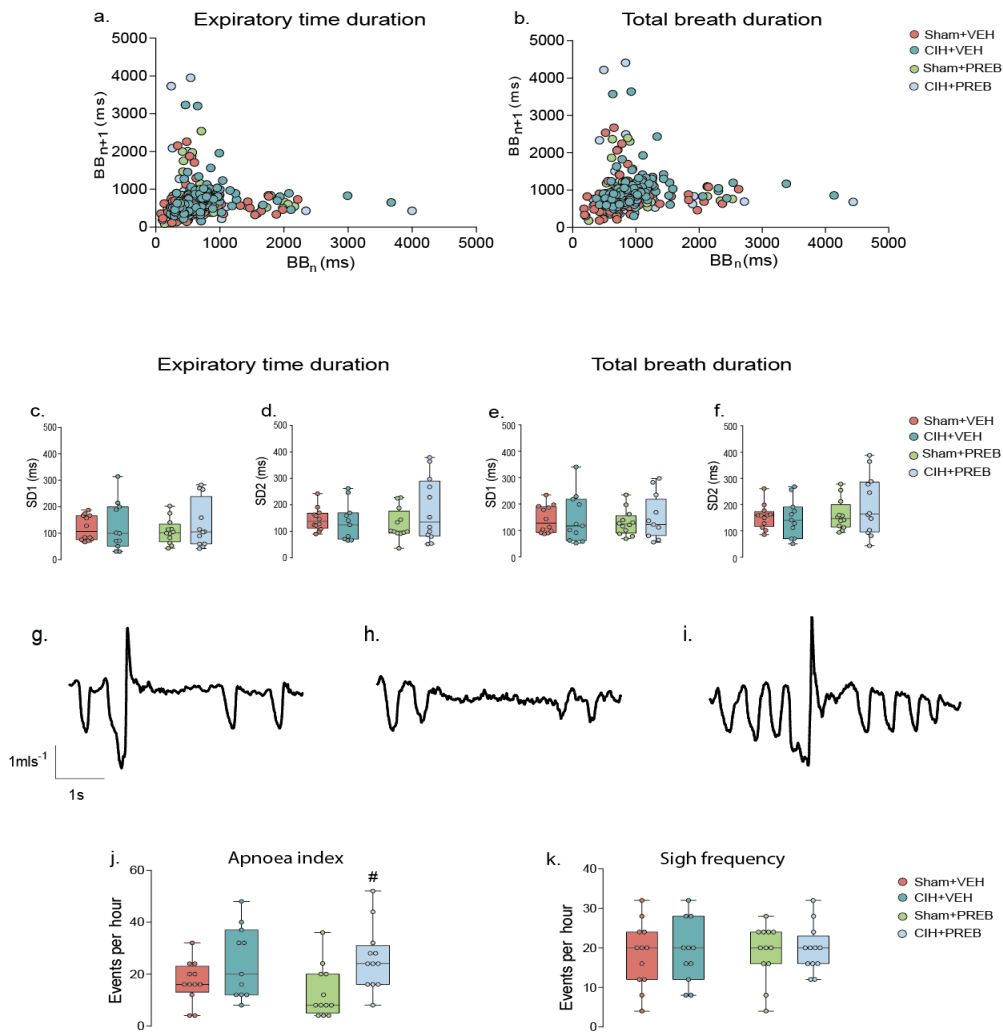 a.
Expiratory time duration
b.
Total breath duration
5000
4000
3000
2000
1000
0
BBn+1 (ms)
0 1000 2000 3000 4000 5000
BBn (ms)
5000
4000
3000
2000
1000
0
BBn+1 (ms)
0 1000 2000 3000 4000 5000
BBn (ms)
Sham+VEH
CIH+VEH
Sham+PREB
CIH+PREB
Expiratory time duration
Total breath duration
c.
500
400
300
200
100
0
SD1 (ms)
d.
500
400
300
200
100
0
SD2 (ms)
e.
500
400
300
200
100
0
SD1 (ms)
f.
500
400
300
200
100
0
SD2 (ms)
Sham+VEH
CIH+VEH
Sham+PREB
CIH+PREB
g.
h.
i.
1mls-1
1s
j.
Apnoea index
60
40
20
0
Events per hour
#
k.
Sigh frequency
40
30
20
10
0
Events per hour
Sham+VEH
CIH+VEH
Sham+PREB
CIH+PREB